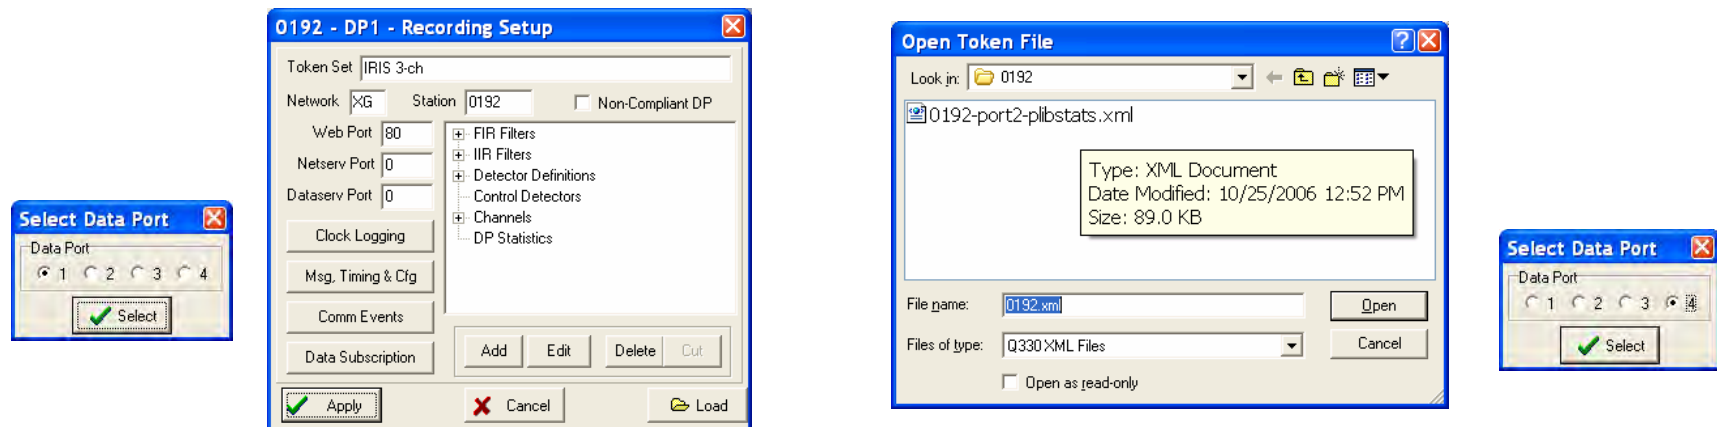 Select Data Port
Data Port
1 2 3 4
Select
0192 - DP1 - Recording Setup
Token Set IRIS 3-ch
Network XG Station 0192 Non-Compliant DP
Web Port 80
Netserv Port 0
Dataserv Port 0
Clock Logging
Msg, Timing & Cfg
Comm Events
Data Subscription
FIR Filters
IIR Filters
Detector Definitions
Control Detectors
Channels
DP Statistics
Add Edit Delete Cut
Apply Cancel Load
Open Token File
Look in: 0192
0192-port2-plibstats.xml
Type: XML Document
Date Modified: 10/25/2006 12:52 PM
Size: 89.0 KB
File name: 0192.xml Open
Files of type: Q330 XML Files Cancel
Open as read-only
Select Data Port
Data Port
1 2 3 4
Select